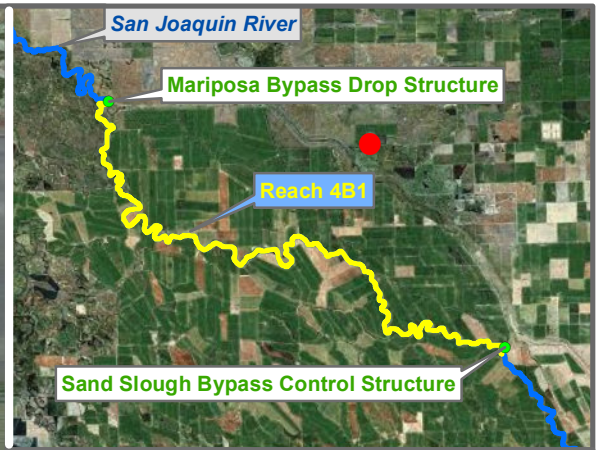 San Joaquin River
Mariposa Bypass Drop Structure
Reach 4B1
Sand Slough Bypass Control Structure